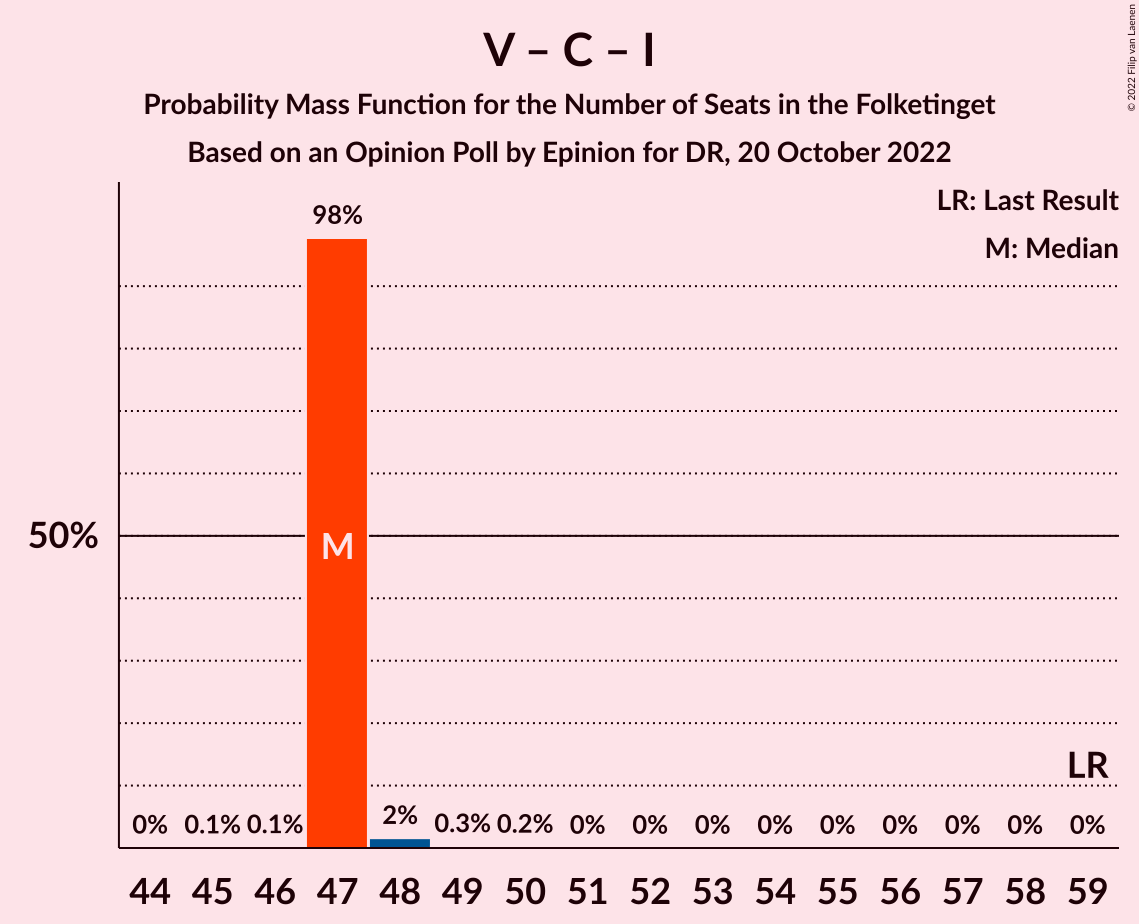 V – C – I
Probability Mass Function for the Number of Seats in the Folketinget
Based on an Opinion Poll by Epinion for DR, 20 October 2022
© 2022 Filip van Laenen
LR: Last Result
M: Median
98%
50%
M
LR
0% 0.1% 0.1% 2% 0.3% 0.2% 0% 0% 0% 0% 0% 0% 0% 0% 0%
44 45 46 47 48 49 50 51 52 53 54 55 56 57 58 59